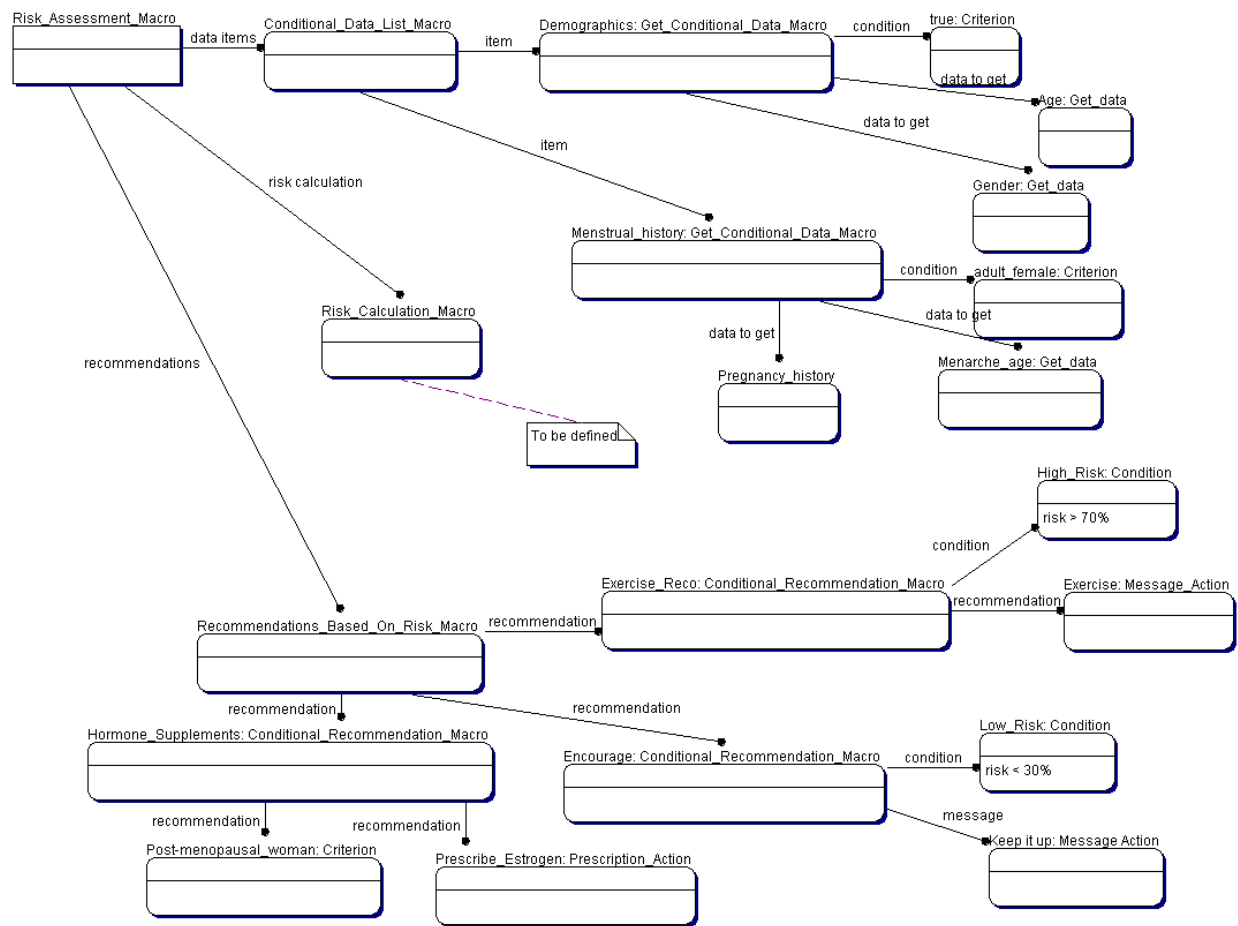 Risk_Assessment_Macro
data items
Conditional_Data_List_Macro
item
Demographics: Get_Conditional_Data_Macro
condition
true: Criterion
data to get
Age: Get_data
data to get
Gender: Get_data
item
risk calculation
Menstrual_history: Get_Conditional_Data_Macro
condition
adult_female: Criterion
data to get
Menarche_age: Get_data
data to get
Pregnancy_history
Risk_Calculation_Macro
To be defined
recommendations
High_Risk: Condition
risk > 70%
condition
Exercise_Reco: Conditional_Recommendation_Macro
recommendation
Exercise: Message_Action
Recommendations_Based_On_Risk_Macro
recommendation
recommendation
recommendation
Hormone_Supplements: Conditional_Recommendation_Macro
Encourage: Conditional_Recommendation_Macro
condition
Low_Risk: Condition
risk < 30%
message
Keep it up: Message Action
recommendation
recommendation
Post-menopausal_woman: Criterion
Prescribe_Estrogen: Prescription_Action